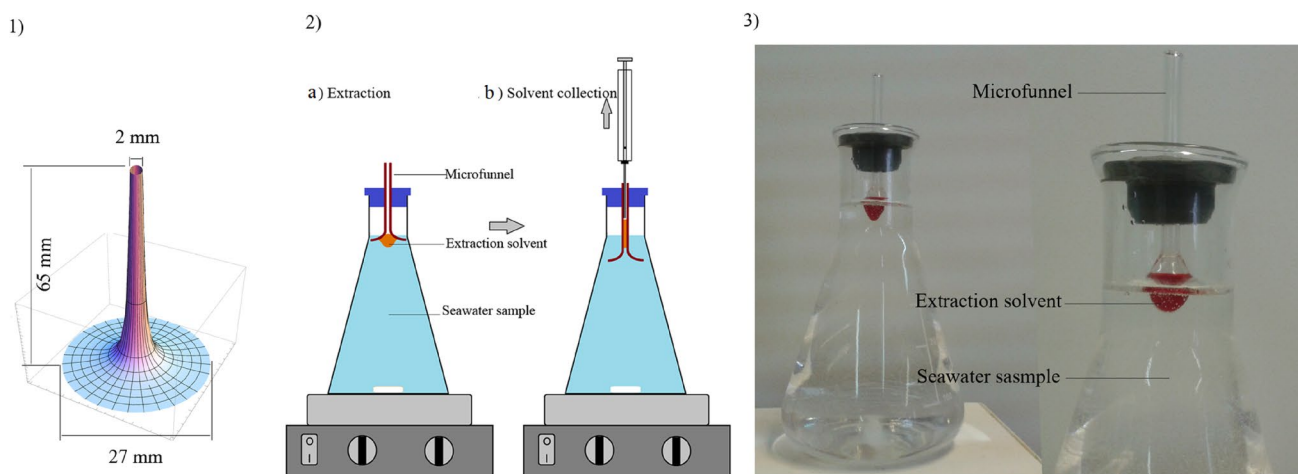 1)
2 mm
65 mm
27 mm
2)
a) Extraction
b) Solvent collection
Microfunnel
Extraction solvent
Seawater sample
3)
Microfunnel
Extraction solvent
Seawater sasmple